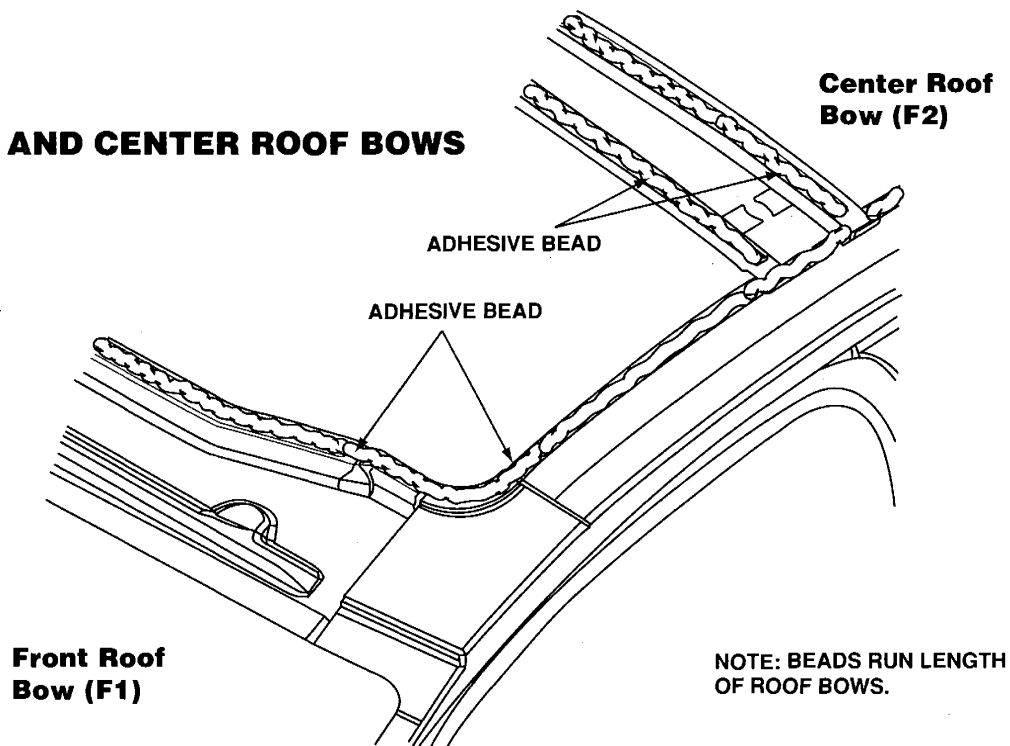 Center Roof
Bow (F2)
AND CENTER ROOF BOWS
ADHESIVE BEAD
ADHESIVE BEAD
Front Roof
Bow (F1)
NOTE: BEADS RUN LENGTH
OF ROOF BOWS.